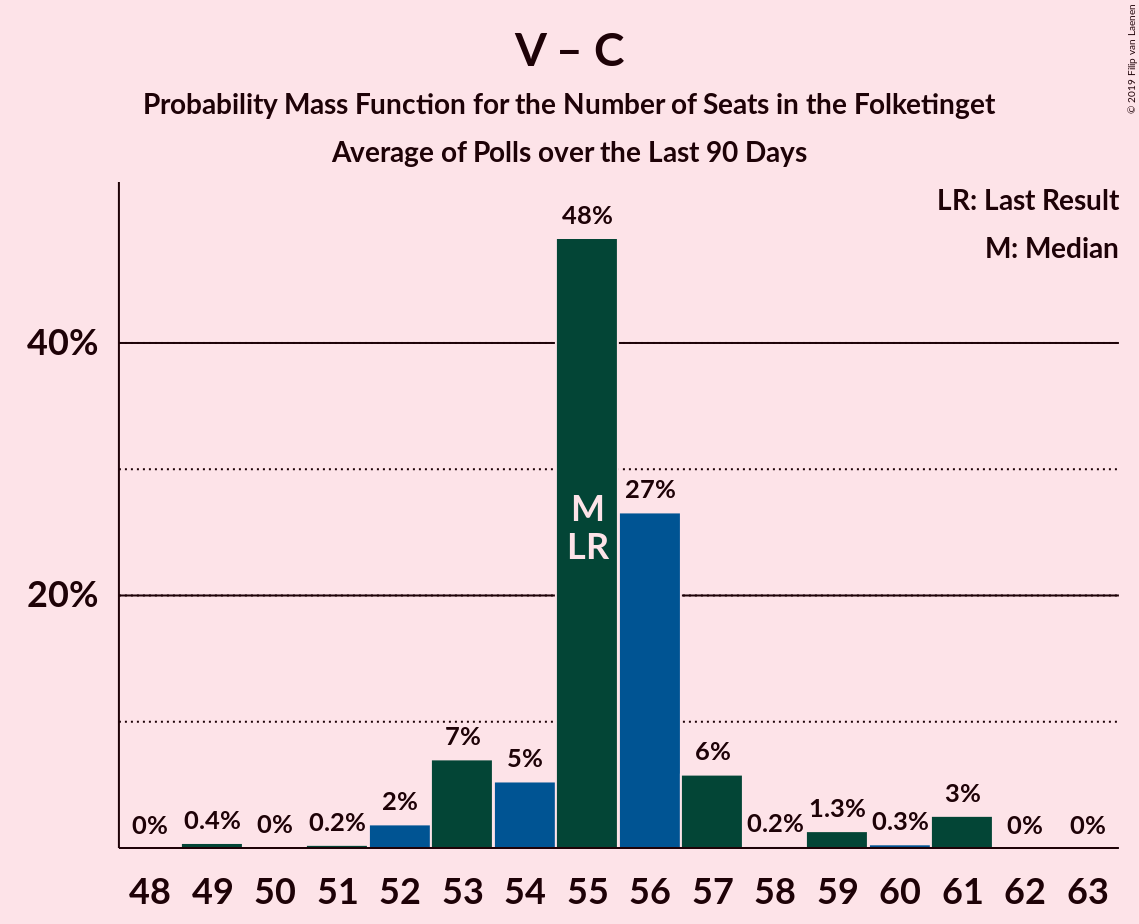 V – C
Probability Mass Function for the Number of Seats in the Folketinget
Average of Polls over the Last 90 Days
© 2019 Filip van Laenen
LR: Last Result
M: Median
40%
20%
0% 0.4% 0% 0.2% 2% 7% 5% 48% 27% 6% 0.2% 1.3% 0.3% 3% 0% 0%
M
LR
48 49 50 51 52 53 54 55 56 57 58 59 60 61 62 63